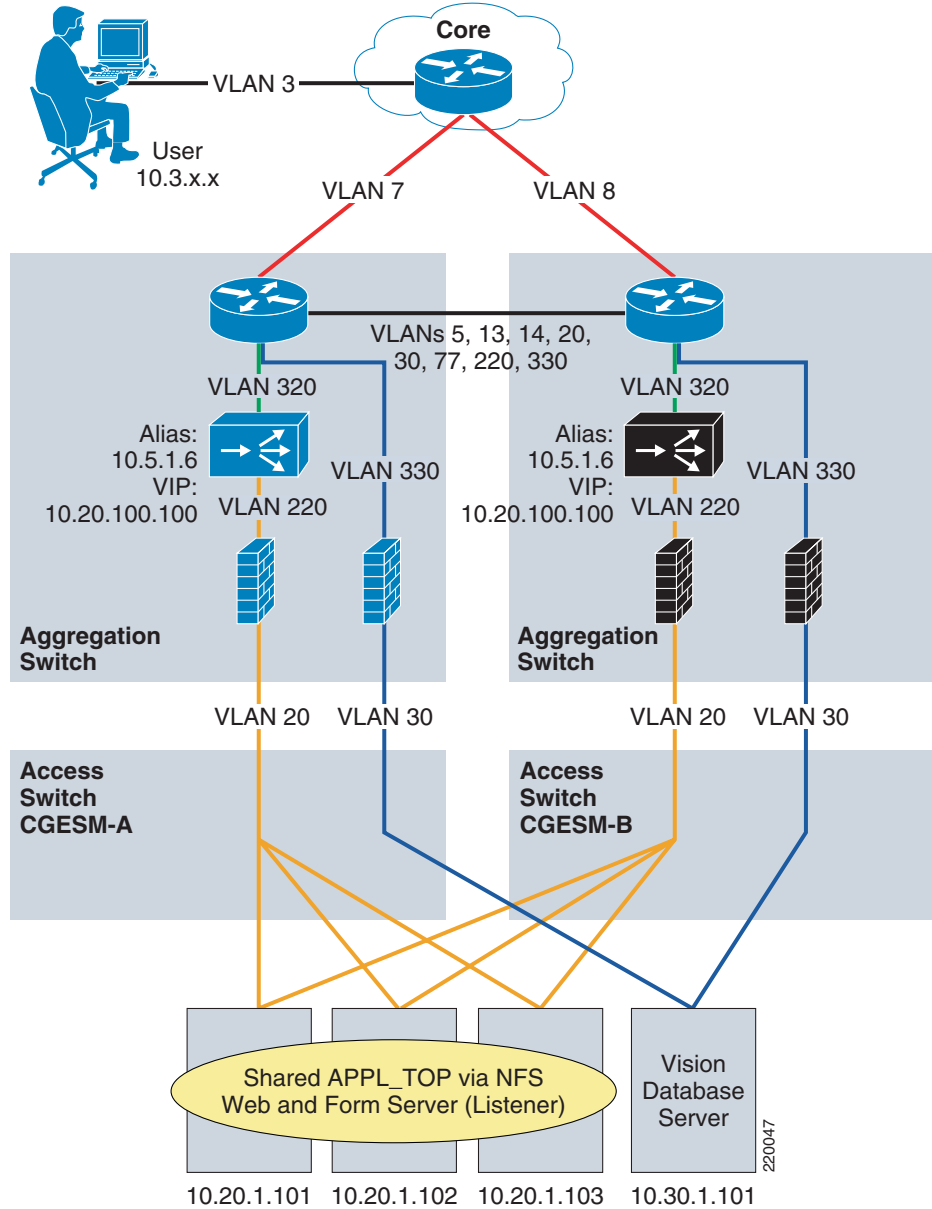 Core
VLAN 3
User
10.3.x.x
VLAN 7
VLAN 8
VLANs 5, 13, 14, 20,
30, 77, 220, 330
VLAN 320
VLAN 320
Alias:
10.5.1.6
VIP:
10.20.100.100
VLAN 330
VLAN 220
Alias:
10.5.1.6
VIP:
10.20.100.100
VLAN 330
VLAN 220
Aggregation
Switch
Aggregation
Switch
VLAN 20
VLAN 30
VLAN 20
VLAN 30
Access
Switch
CGESM-A
Access
Switch
CGESM-B
Shared APPL_TOP via NFS
Web and Form Server (Listener)
Vision
Database
Server
220047
10.20.1.101
10.20.1.102
10.20.1.103
10.30.1.101